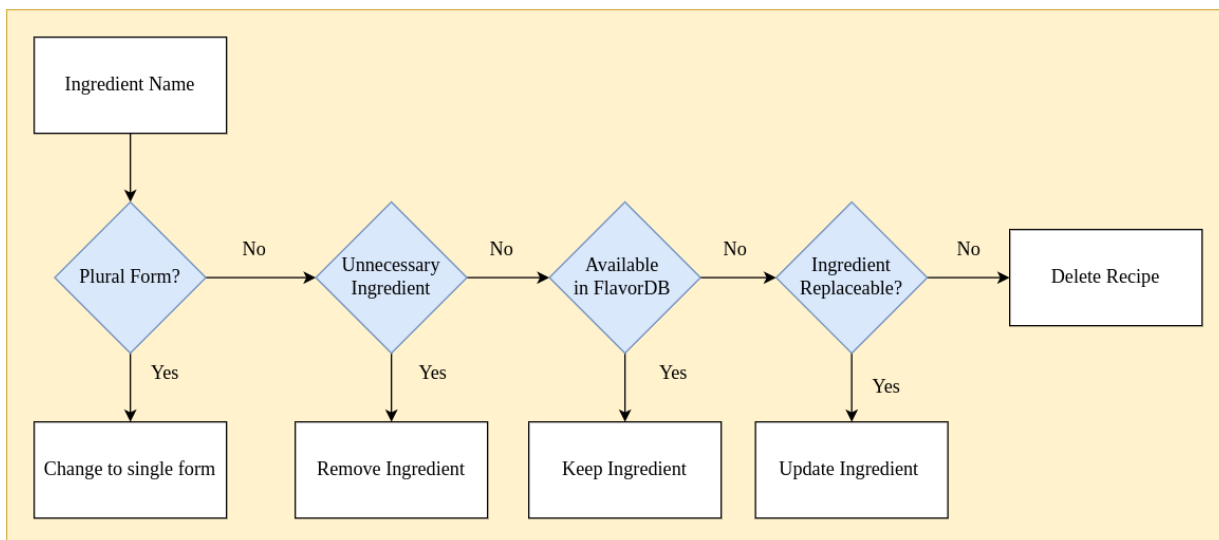 Ingredient Name
Plural Form?
No
Unnecessary
Ingredient
No
Available
in FlavorDB
No
Ingredient
Replaceable?
No
Delete Recipe
Yes
Yes
Yes
Yes
Change to single form
Remove Ingredient
Keep Ingredient
Update Ingredient